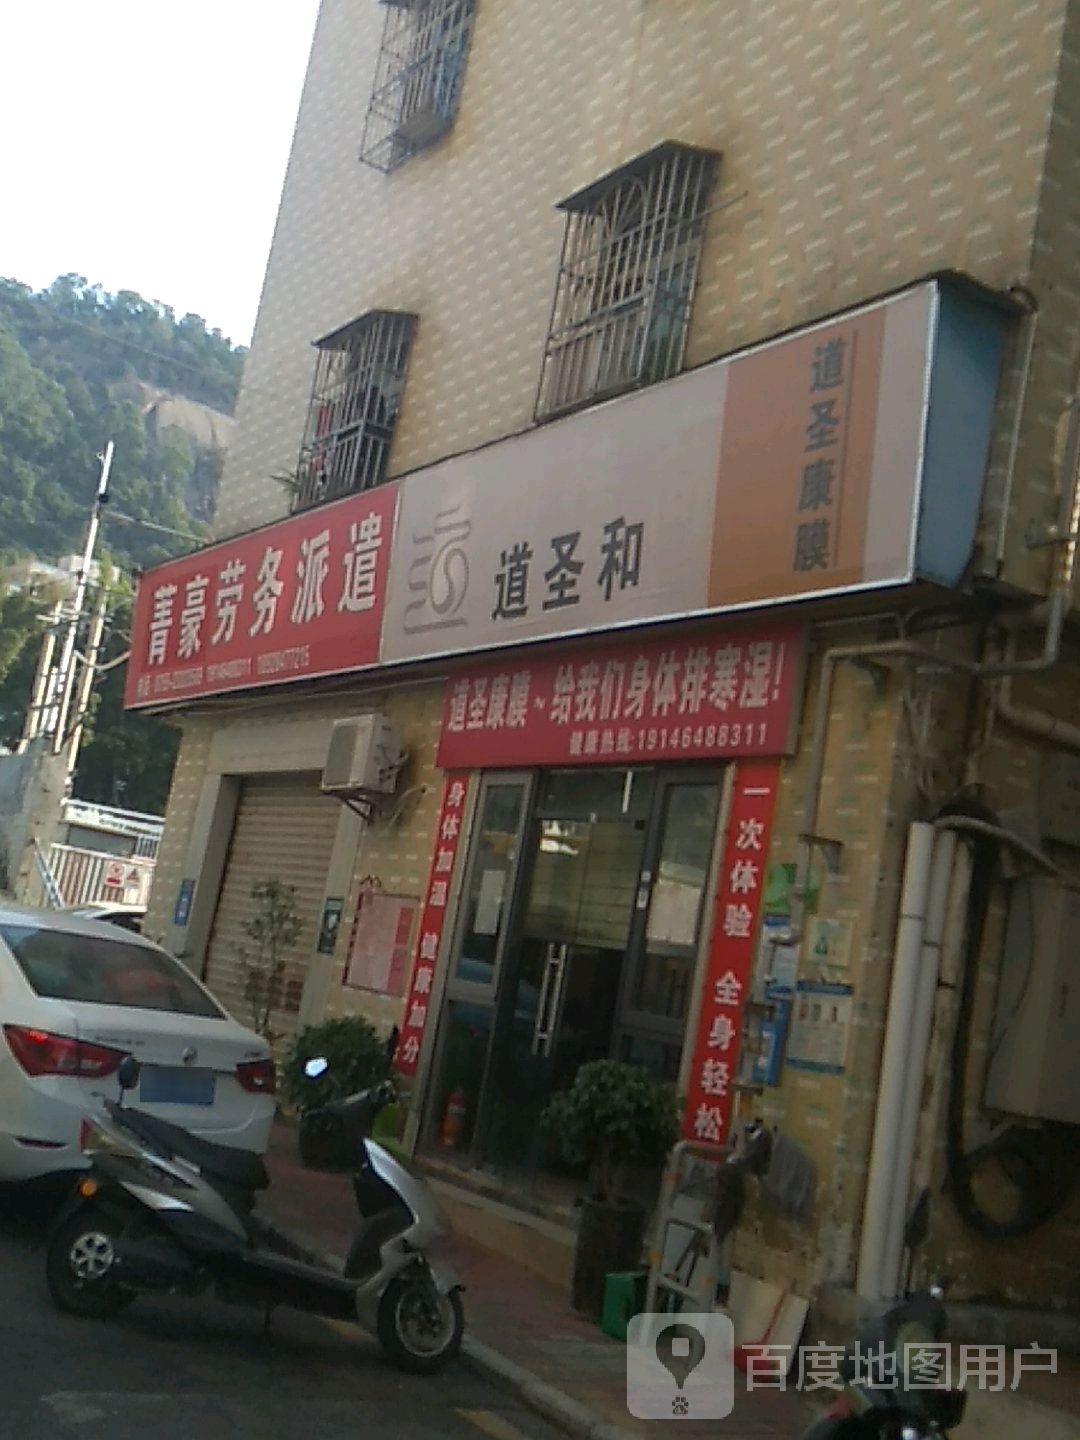 菁豪劳务派遣
道圣和
道圣康膜
道圣康膜~给我们身体排寒湿!
健康热线:19146488311
身体加温 健康加分
一次体验 全身轻松
百度地图用户